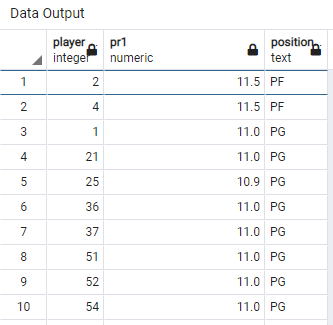 Data Output
player pr1 position
integer numeric text
1 2 11.5 PF
2 4 11.5 PF
3 1 11.0 PG
4 21 11.0 PG
5 25 10.9 PG
6 36 11.0 PG
7 37 11.0 PG
8 51 11.0 PG
9 52 11.0 PG
10 54 11.0 PG